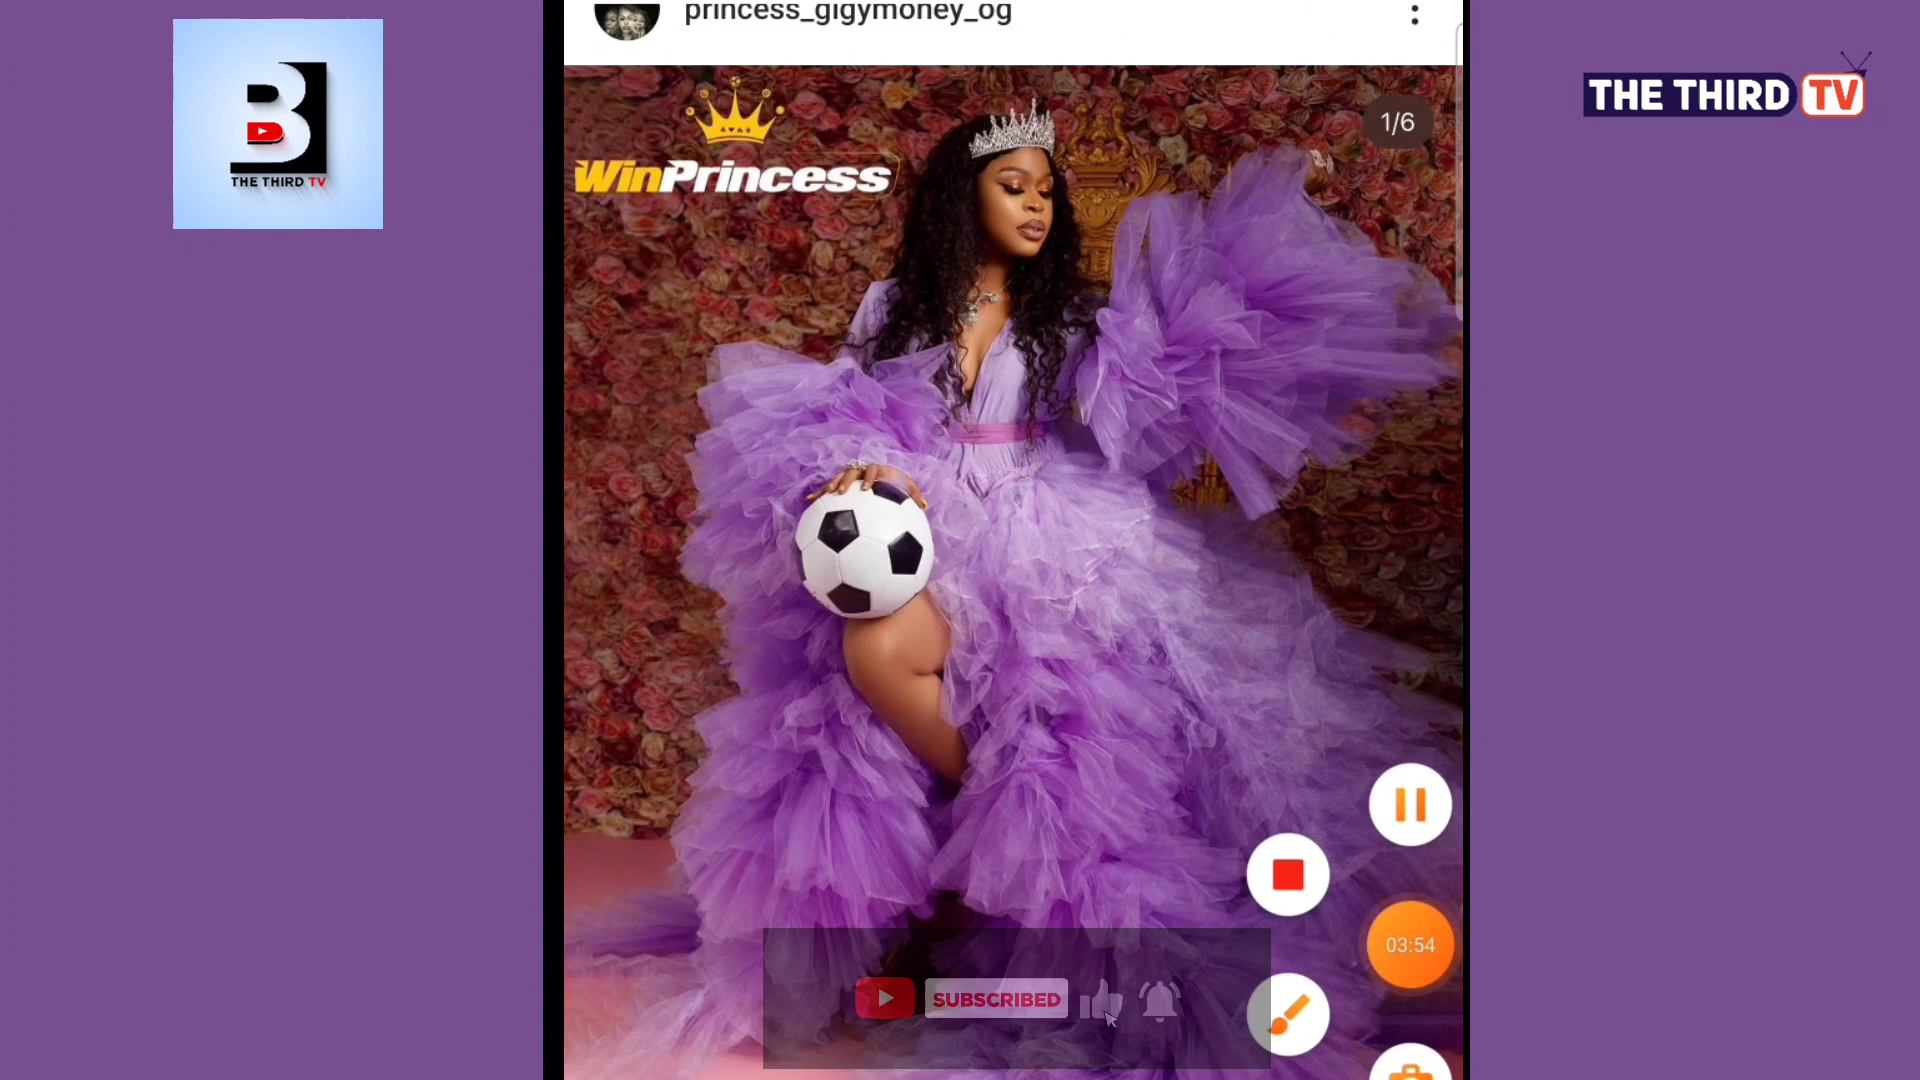 princess_gigymoney_og
1/6
WinPrincess
THE THIRD TV
THE THIRD TV
SUBSCRIBED
03:54